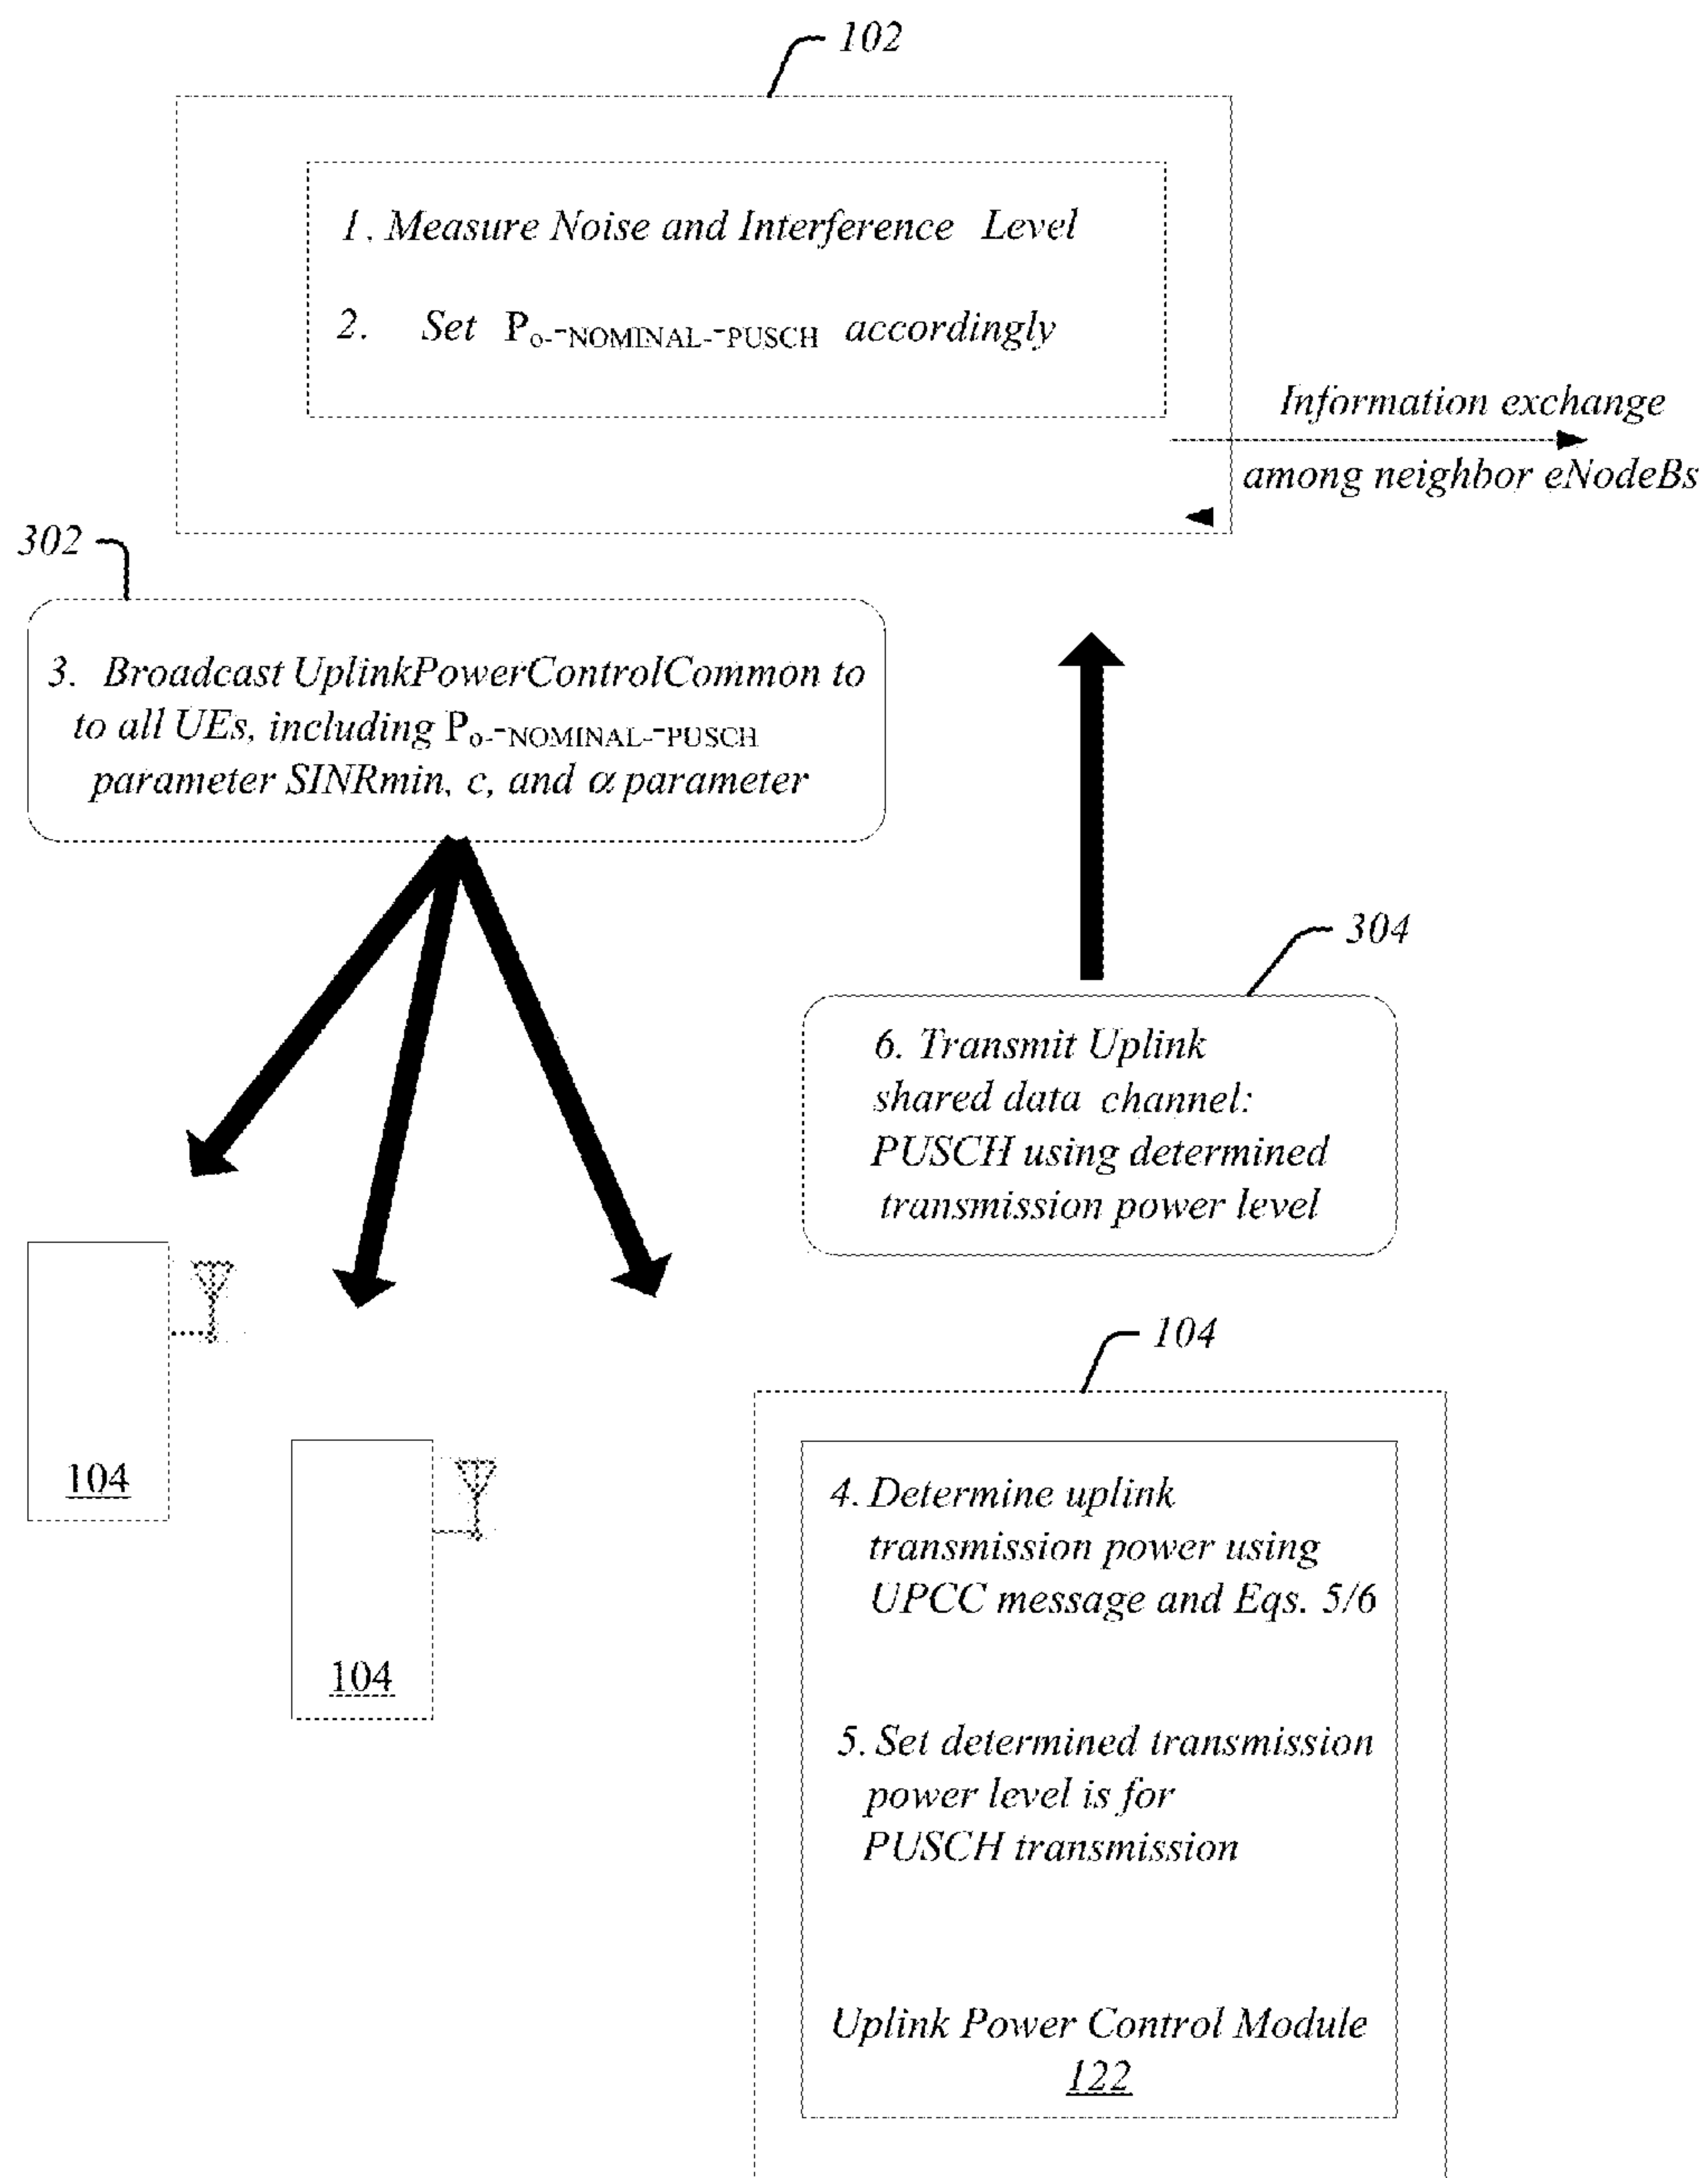 102
1. Measure Noise and Interference Level
2. Set Po--NOMINAL--PUSCH accordingly
Information exchange
among neighbor eNodeBs
302
3. Broadcast UplinkPowerControlCommon to
to all UEs, including Po--NOMINAL--PUSCH
parameter SINRmin, c, and α parameter
304
6. Transmit Uplink
shared data channel:
PUSCH using determined
transmission power level
104
104
104
4. Determine uplink
transmission power using
UPCC message and Eqs. 5/6
5. Set determined transmission
power level is for
PUSCH transmission
Uplink Power Control Module
122